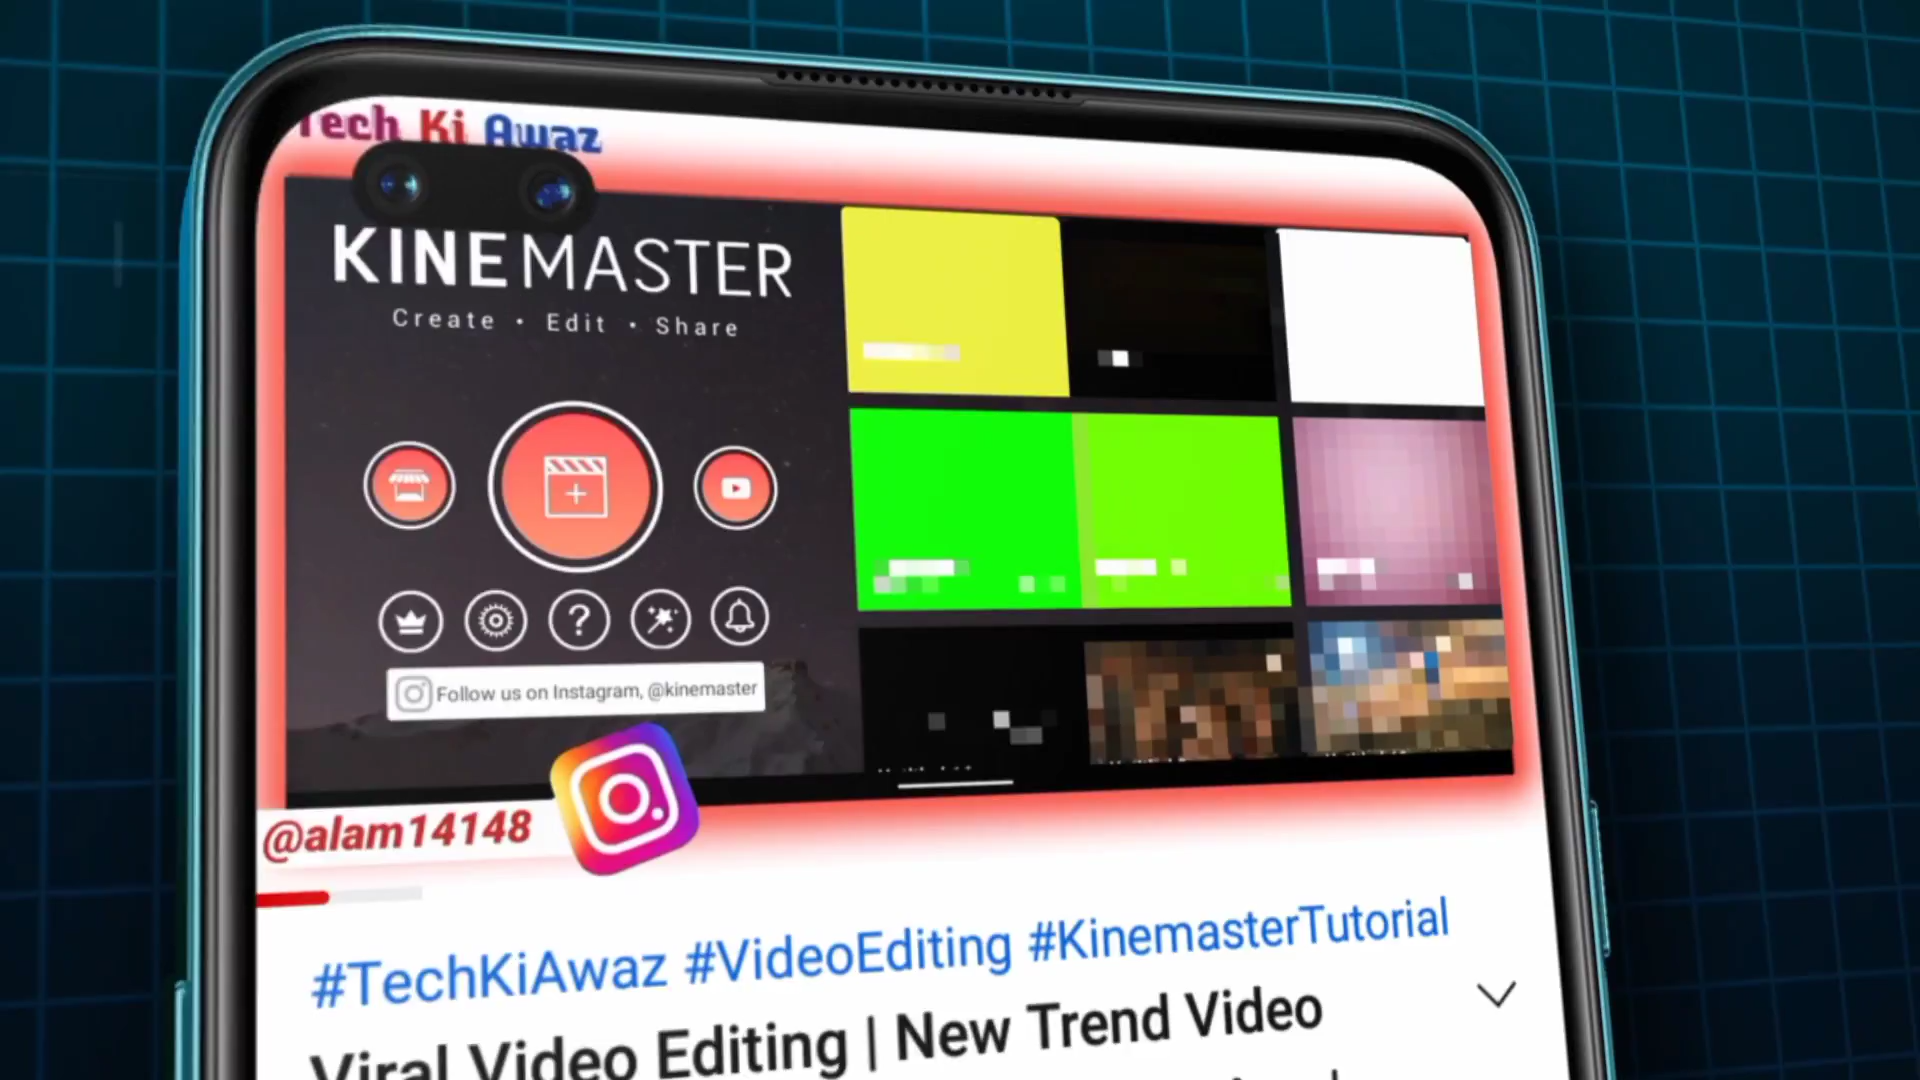 Tech Ki Awaz
KINEMASTER
Create • Edit • Share
Follow us on Instagram, @kinemaster
@alam14148
#TechKiAwaz #VideoEditing #KinemasterTutorial
Viral Video Editing | New Trend Video